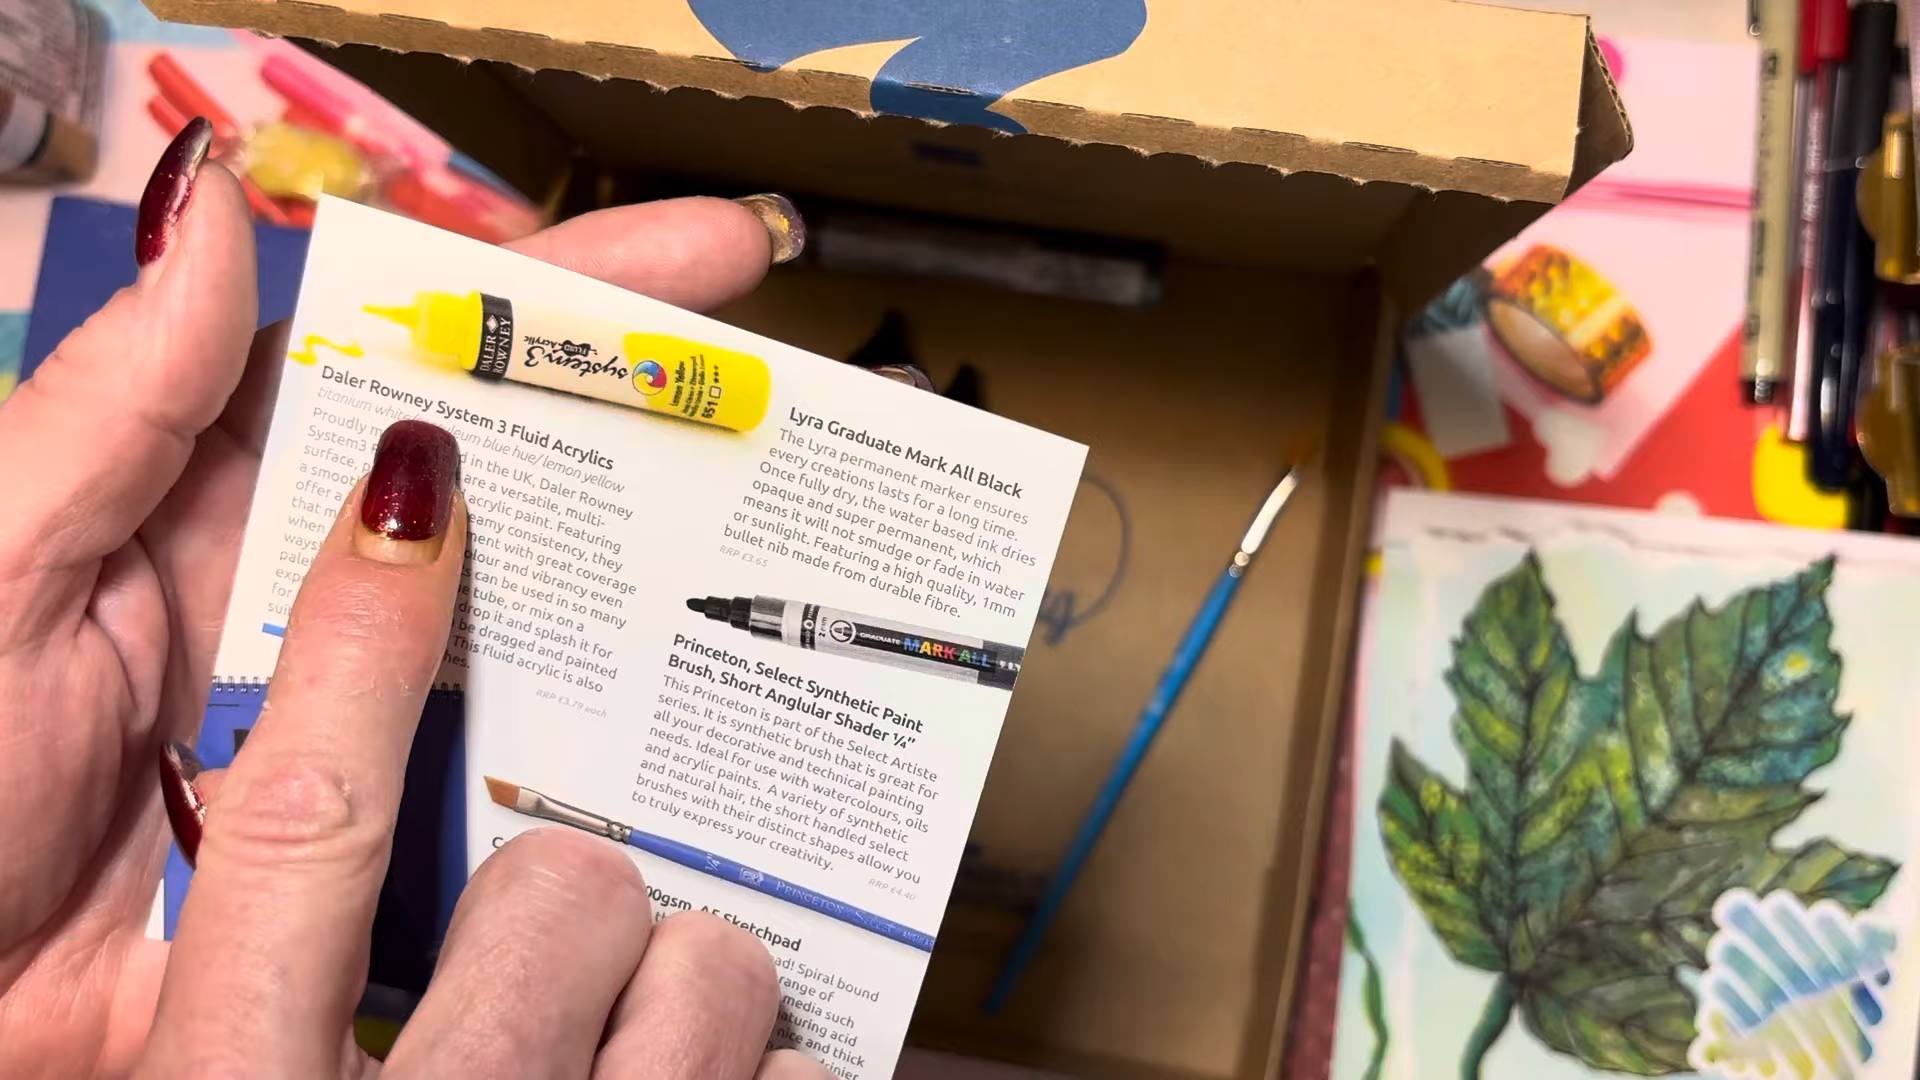 DALER ROWNEY
system3
FLUID Acrylic
Lemon Yellow
651
Daler Rowney System 3 Fluid Acrylics
titanium white/ blue hue/ lemon yellow
Proudly in the UK, Daler Rowney
System3 are a versatile, multi-
surface, acrylic paint. Featuring
a smooth consistency, they
offer a with great coverage
that and vibrancy even
when can be used in so many
ways tube, or mix on a
drop it and splash it for
for be dragged and painted
This fluid acrylic is also
RRP £3.79 each
Lyra Graduate Mark All Black
The Lyra permanent marker ensures
every creations lasts for a long time.
Once fully dry, the water based ink dries
opaque and super permanent, which
means it will not smudge or fade in water
or sunlight. Featuring a high quality, 1mm
bullet nib made from durable fibre.
RRP £3.65
2mm
GRADUATE MARK ALL
Princeton, Select Synthetic Paint
Brush, Short Anglular Shader ¼"
This Princeton is part of the Select Artiste
series. It is synthetic brush that is great for
all your decorative and technical painting
needs. Ideal for use with watercolours, oils
and acrylic paints. A variety of synthetic
and natural hair, the short handled select
brushes with their distinct shapes allow you
to truly express your creativity.
RRP £4.40
¼" PRINCETON
00gsm, A5 Sketchpad
Spiral bound
range of
media such
acid
nice and thick